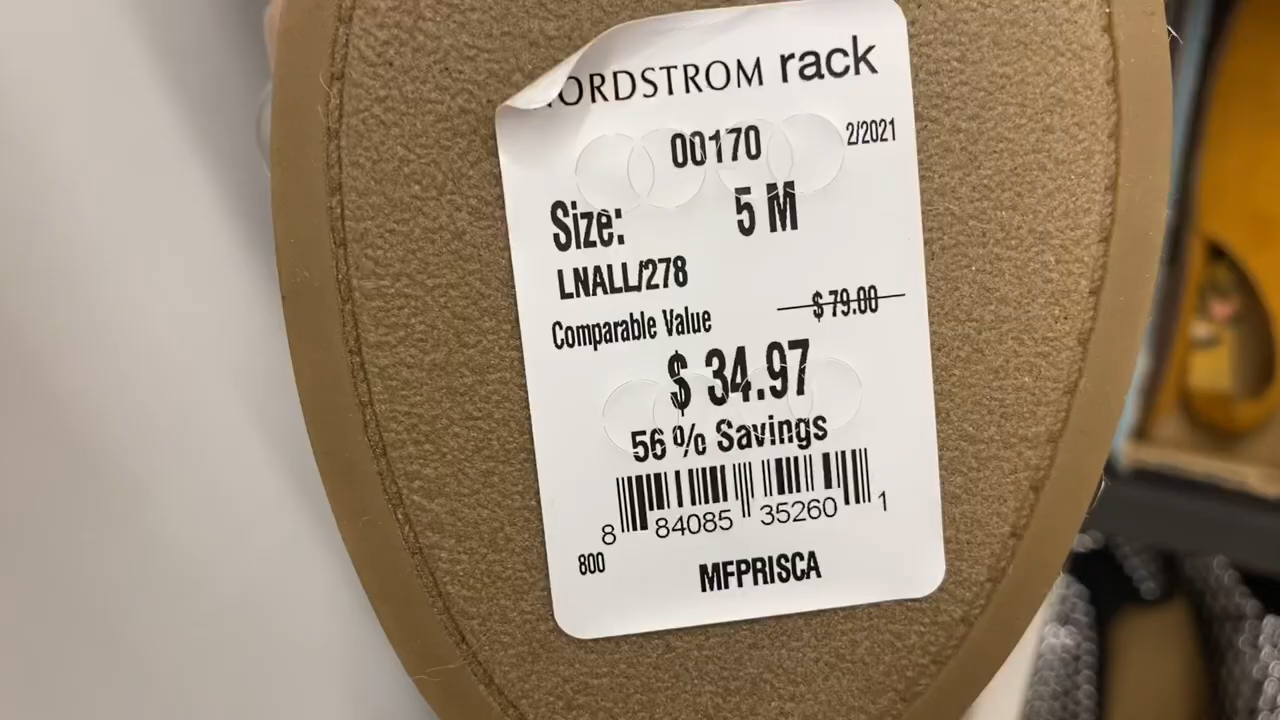 NORDSTROM rack
00170 2/2021
Size: 5 M
LNALL/278
Comparable Value $79.00
$ 34.97
56 % Savings
8 84085 35260 1
800
MFPRISCA